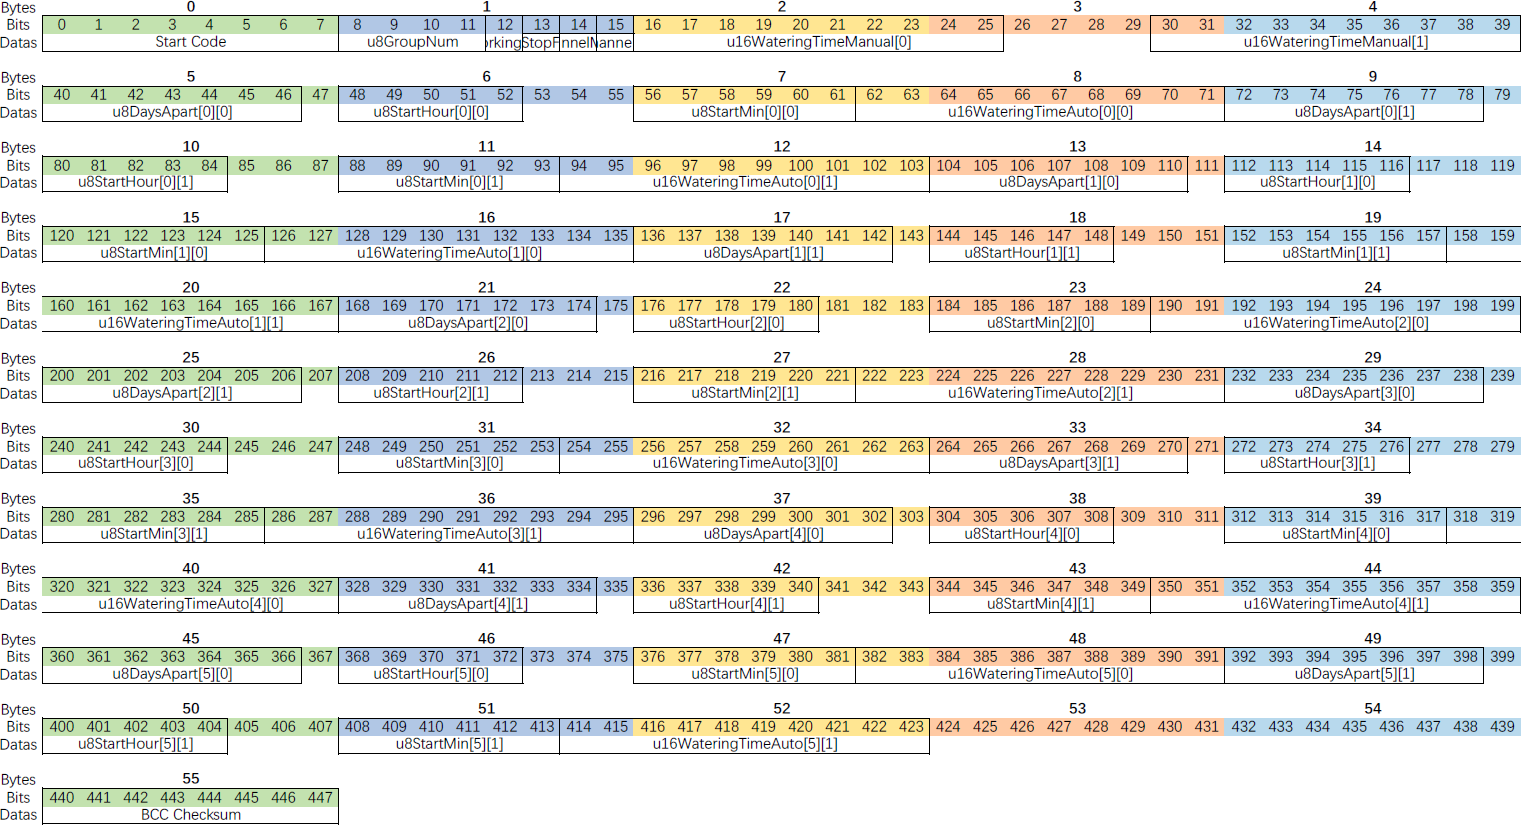 Bytes 0 1 2 3 4
Bits 0 1 2 3 4 5 6 7 8 9 10 11 12 13 14 15 16 17 18 19 20 21 22 23 24 25 26 27 28 29 30 31 32 33 34 35 36 37 38 39
Datas Start Code u8GroupNum u16WateringTimeManual[0] u16WateringTimeManual[1]
Bytes 5 6 7 8 9
Bits 40 41 42 43 44 45 46 47 48 49 50 51 52 53 54 55 56 57 58 59 60 61 62 63 64 65 66 67 68 69 70 71 72 73 74 75 76 77 78 79
Datas u8DaysApart[0][0] u8StartHour[0][0] u8StartMin[0][0] u16WateringTimeAuto[0][0] u8DaysApart[0][1]
Bytes 10 11 12 13 14
Bits 80 81 82 83 84 85 86 87 88 89 90 91 92 93 94 95 96 97 98 99 100 101 102 103 104 105 106 107 108 109 110 111 112 113 114 115 116 117 118 119
Datas u8StartHour[0][1] u8StartMin[0][1] u16WateringTimeAuto[0][1] u8DaysApart[1][0] u8StartHour[1][0]
Bytes 15 16 17 18 19
Bits 120 121 122 123 124 125 126 127 128 129 130 131 132 133 134 135 136 137 138 139 140 141 142 143 144 145 146 147 148 149 150 151 152 153 154 155 156 157 158 159
Datas u8StartMin[1][0] u16WateringTimeAuto[1][0] u8DaysApart[1][1] u8StartHour[1][1] u8StartMin[1][1]
Bytes 20 21 22 23 24
Bits 160 161 162 163 164 165 166 167 168 169 170 171 172 173 174 175 176 177 178 179 180 181 182 183 184 185 186 187 188 189 190 191 192 193 194 195 196 197 198 199
Datas u16WateringTimeAuto[1][1] u8DaysApart[2][0] u8StartHour[2][0] u8StartMin[2][0] u16WateringTimeAuto[2][0]
Bytes 25 26 27 28 29
Bits 200 201 202 203 204 205 206 207 208 209 210 211 212 213 214 215 216 217 218 219 220 221 222 223 224 225 226 227 228 229 230 231 232 233 234 235 236 237 238 239
Datas u8DaysApart[2][1] u8StartHour[2][1] u8StartMin[2][1] u16WateringTimeAuto[2][1] u8DaysApart[3][0]
Bytes 30 31 32 33 34
Bits 240 241 242 243 244 245 246 247 248 249 250 251 252 253 254 255 256 257 258 259 260 261 262 263 264 265 266 267 268 269 270 271 272 273 274 275 276 277 278 279
Datas u8StartHour[3][0] u8StartMin[3][0] u16WateringTimeAuto[3][0] u8DaysApart[3][1] u8StartHour[3][1]
Bytes 35 36 37 38 39
Bits 280 281 282 283 284 285 286 287 288 289 290 291 292 293 294 295 296 297 298 299 300 301 302 303 304 305 306 307 308 309 310 311 312 313 314 315 316 317 318 319
Datas u8StartMin[3][1] u16WateringTimeAuto[3][1] u8DaysApart[4][0] u8StartHour[4][0] u8StartMin[4][0]
Bytes 40 41 42 43 44
Bits 320 321 322 323 324 325 326 327 328 329 330 331 332 333 334 335 336 337 338 339 340 341 342 343 344 345 346 347 348 349 350 351 352 353 354 355 356 357 358 359
Datas u16WateringTimeAuto[4][0] u8DaysApart[4][1] u8StartHour[4][1] u8StartMin[4][1] u16WateringTimeAuto[4][1]
Bytes 45 46 47 48 49
Bits 360 361 362 363 364 365 366 367 368 369 370 371 372 373 374 375 376 377 378 379 380 381 382 383 384 385 386 387 388 389 390 391 392 393 394 395 396 397 398 399
Datas u8DaysApart[5][0] u8StartHour[5][0] u8StartMin[5][0] u16WateringTimeAuto[5][0] u8DaysApart[5][1]
Bytes 50 51 52 53 54
Bits 400 401 402 403 404 405 406 407 408 409 410 411 412 413 414 415 416 417 418 419 420 421 422 423 424 425 426 427 428 429 430 431 432 433 434 435 436 437 438 439
Datas u8StartHour[5][1] u8StartMin[5][1] u16WateringTimeAuto[5][1]
Bytes 55
Bits 440 441 442 443 444 445 446 447
Datas BCC Checksum